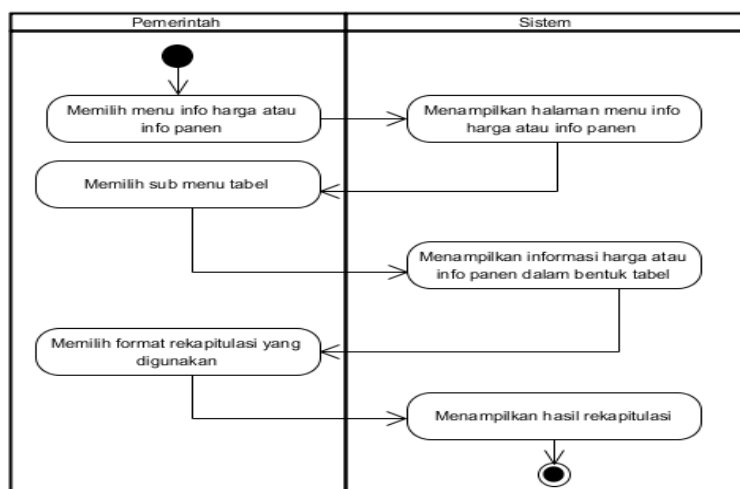 Pemerintah
Sistem
Memilih menu info harga atau
info panen
Menampilkan halaman menu info
harga atau info panen
Memilih sub menu tabel
Menampilkan informasi harga atau
info panen dalam bentuk tabel
Memilih format rekapitulasi yang
digunakan
Menampilkan hasil rekapitulasi